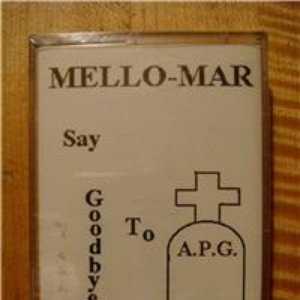 MELLO-MAR
Say
Goodbye
To
A.P.G.